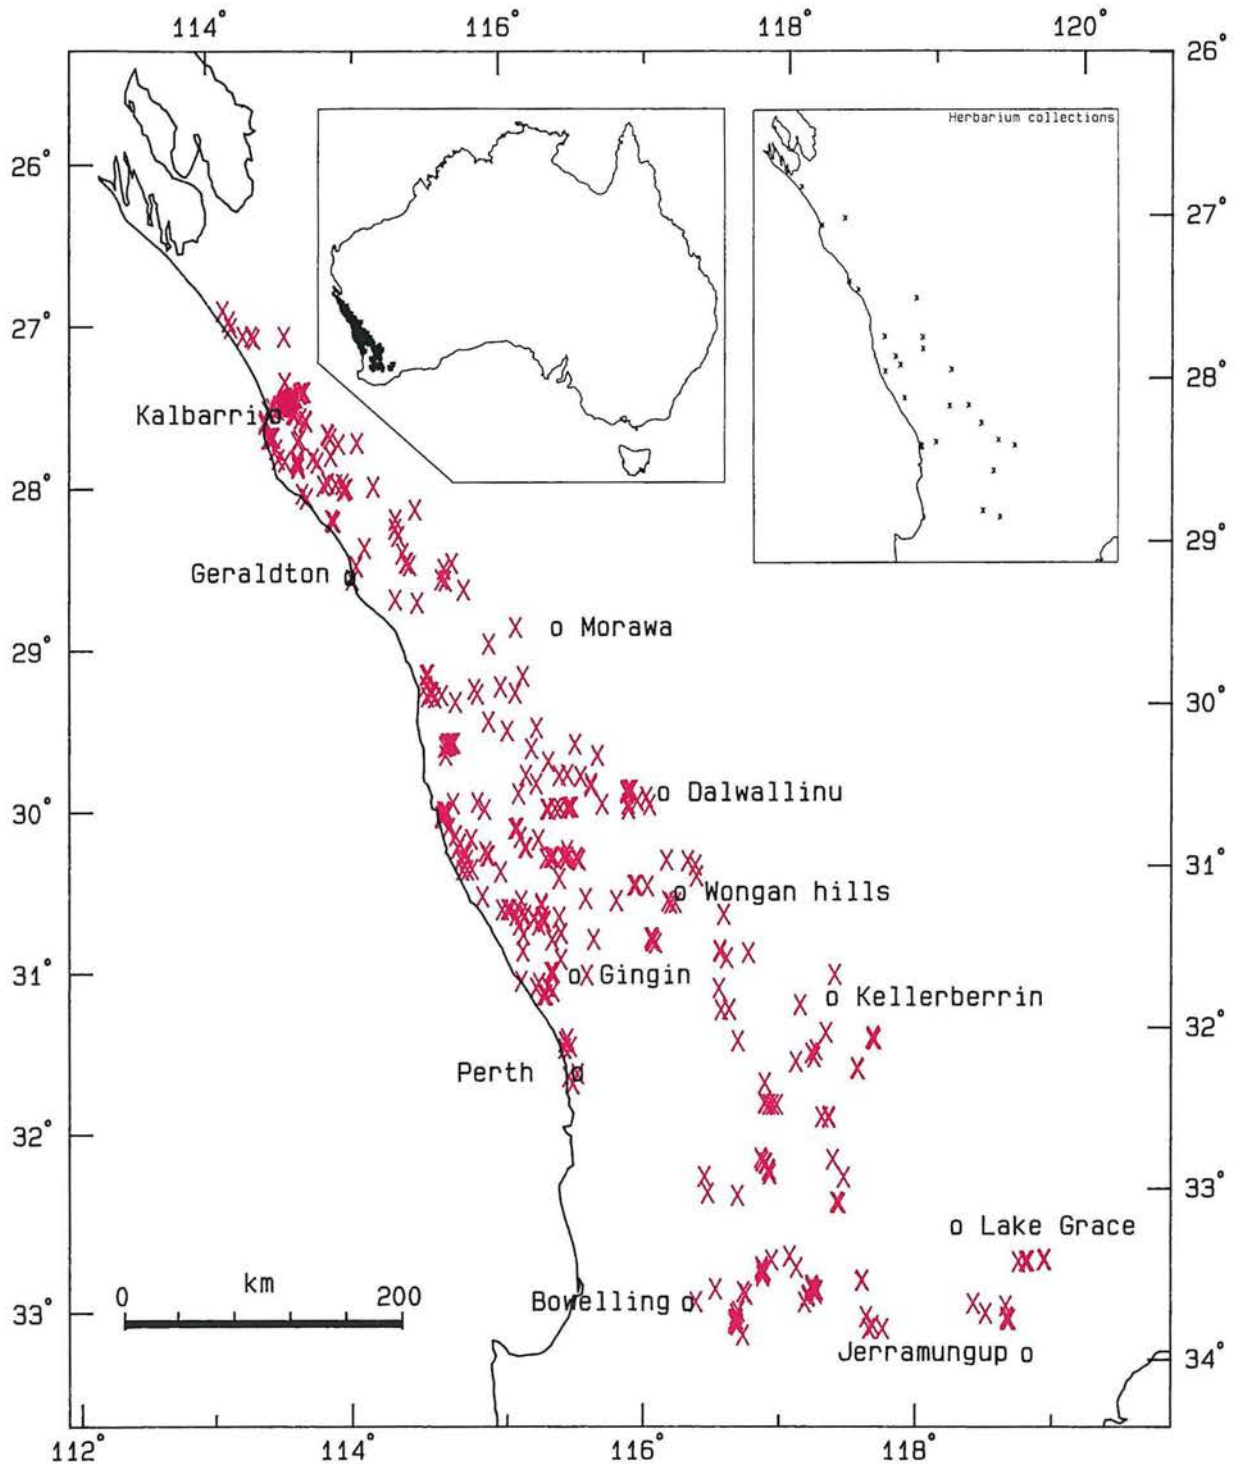 114° 116° 118° 120°
26°
Herbarium collections
26°
27°
27°
Kalbarri
28°
28°
29°
Geraldton
Morawa
29°
30°
Dalwallinu
30°
31°
Wongan hills
31°
Gingin
Kellerberrin
32°
Perth
32°
33°
Lake Grace
km
0 200
Bowelling
33°
Jerramungup
34°
112° 114° 116° 118°